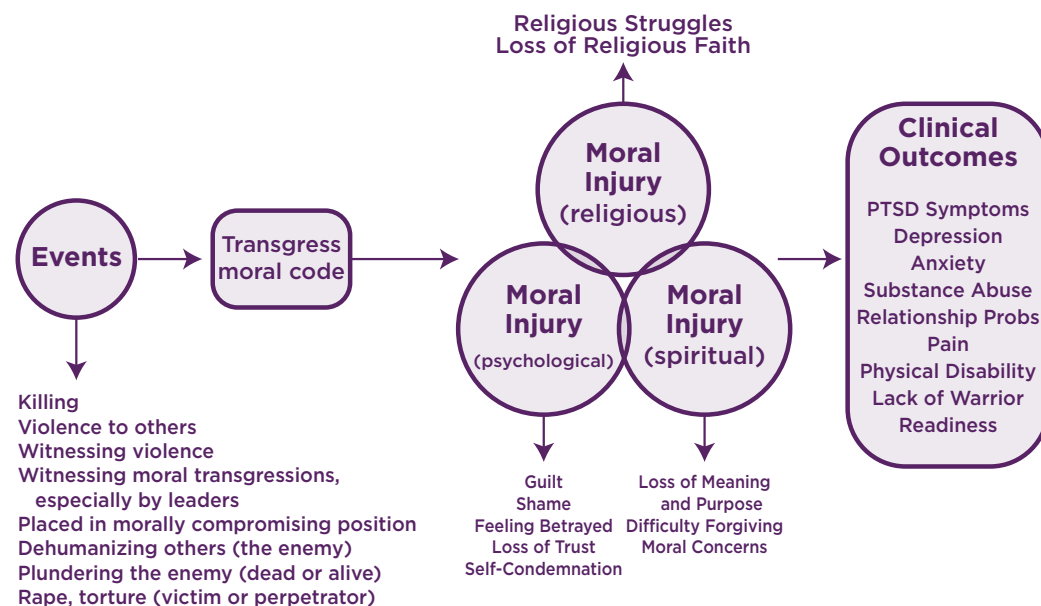 Religious Struggles
Loss of Religious Faith
Moral
Injury
(religious)
Events
Transgress
moral code
Moral
Injury
(psychological)
Moral
Injury
(spiritual)
Clinical
Outcomes
PTSD Symptoms
Depression
Anxiety
Substance Abuse
Relationship Probs
Pain
Physical Disability
Lack of Warrior
Readiness
Killing
Violence to others
Witnessing violence
Witnessing moral transgressions,
especially by leaders
Placed in morally compromising position
Dehumanizing others (the enemy)
Plundering the enemy (dead or alive)
Rape, torture (victim or perpetrator)
Guilt
Shame
Feeling Betrayed
Loss of Trust
Self-Condemnation
Loss of Meaning
and Purpose
Difficulty Forgiving
Moral Concerns